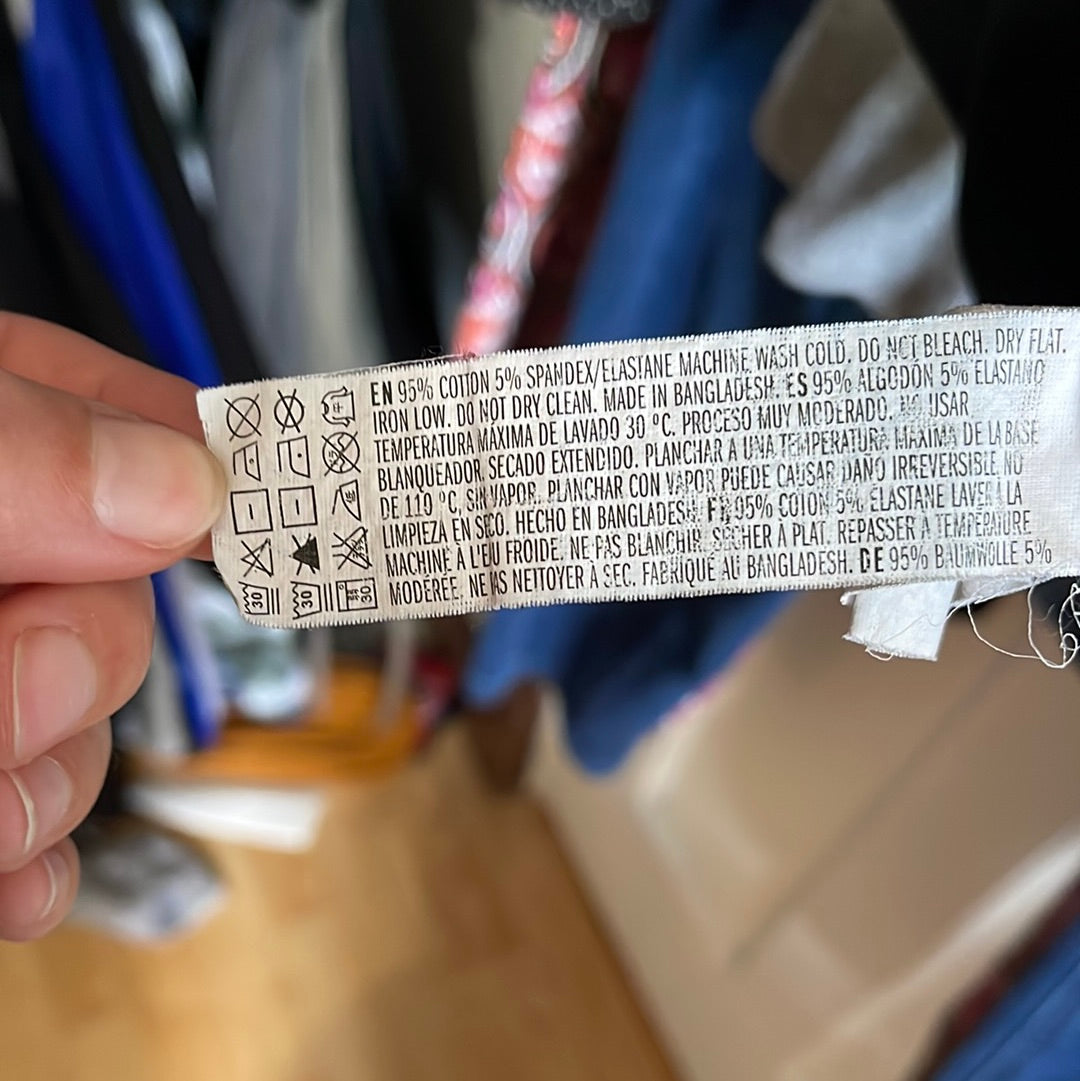 EN 95% COTTON 5% SPANDEX/ELASTANE MACHINE WASH COLD. DO NOT BLEACH. DRY FLAT.
IRON LOW. DO NOT DRY CLEAN. MADE IN BANGLADESH. ES 95% ALGODÓN 5% ELASTANO
TEMPERATURA MÁXIMA DE LAVADO 30 ºC. PROCESO MUY MODERADO. NO USAR
BLANQUEADOR. SECADO EXTENDIDO. PLANCHAR A UNA TEMPERATURA MÁXIMA DE LA BASE
DE 110 ºC, SIN VAPOR. PLANCHAR CON VAPOR PUEDE CAUSAR DAÑO IRREVERSIBLE. NO
LIMPIEZA EN SECO. HECHO EN BANGLADESH. FR 95% COTON 5% ÉLASTANE LAVER À LA
MACHINE À L'EAU FROIDE. NE PAS BLANCHIR. SÉCHER À PLAT. REPASSER À TEMPÉRATURE
MODÉRÉE. NE PAS NETTOYER À SEC. FABRIQUÉ AU BANGLADESH. DE 95% BAUMWOLLE 5%
30 30 30